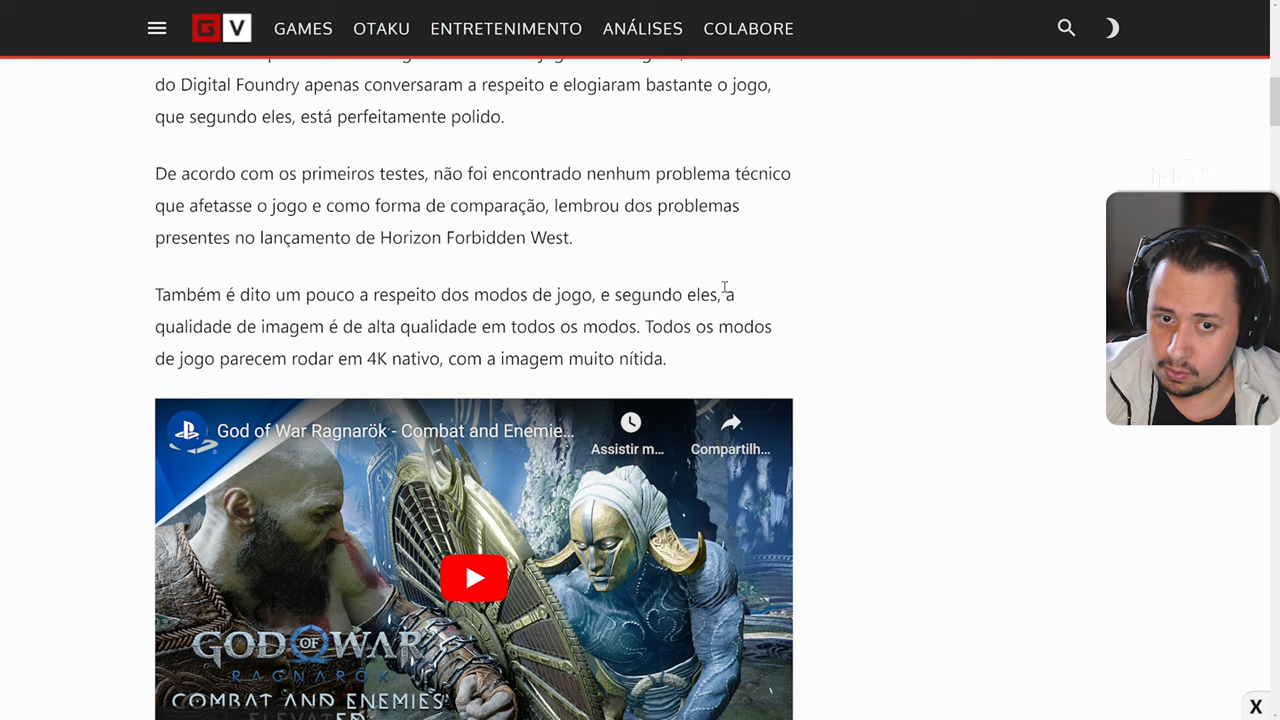 G V GAMES OTAKU ENTRETENIMENTO ANÁLISES COLABORE
do Digital Foundry apenas conversaram a respeito e elogiaram bastante o jogo,
que segundo eles, está perfeitamente polido.
De acordo com os primeiros testes, não foi encontrado nenhum problema técnico
que afetasse o jogo e como forma de comparação, lembrou dos problemas
presentes no lançamento de Horizon Forbidden West.
Também é dito um pouco a respeito dos modos de jogo, e segundo eles, a
qualidade de imagem é de alta qualidade em todos os modos. Todos os modos
de jogo parecem rodar em 4K nativo, com a imagem muito nítida.
God of War Ragnarök - Combat and Enemie...
Assistir m...
Compartilh...
GOD OF WAR
RAGNARÖK
COMBAT AND ENEMIES
ELEVATED
X